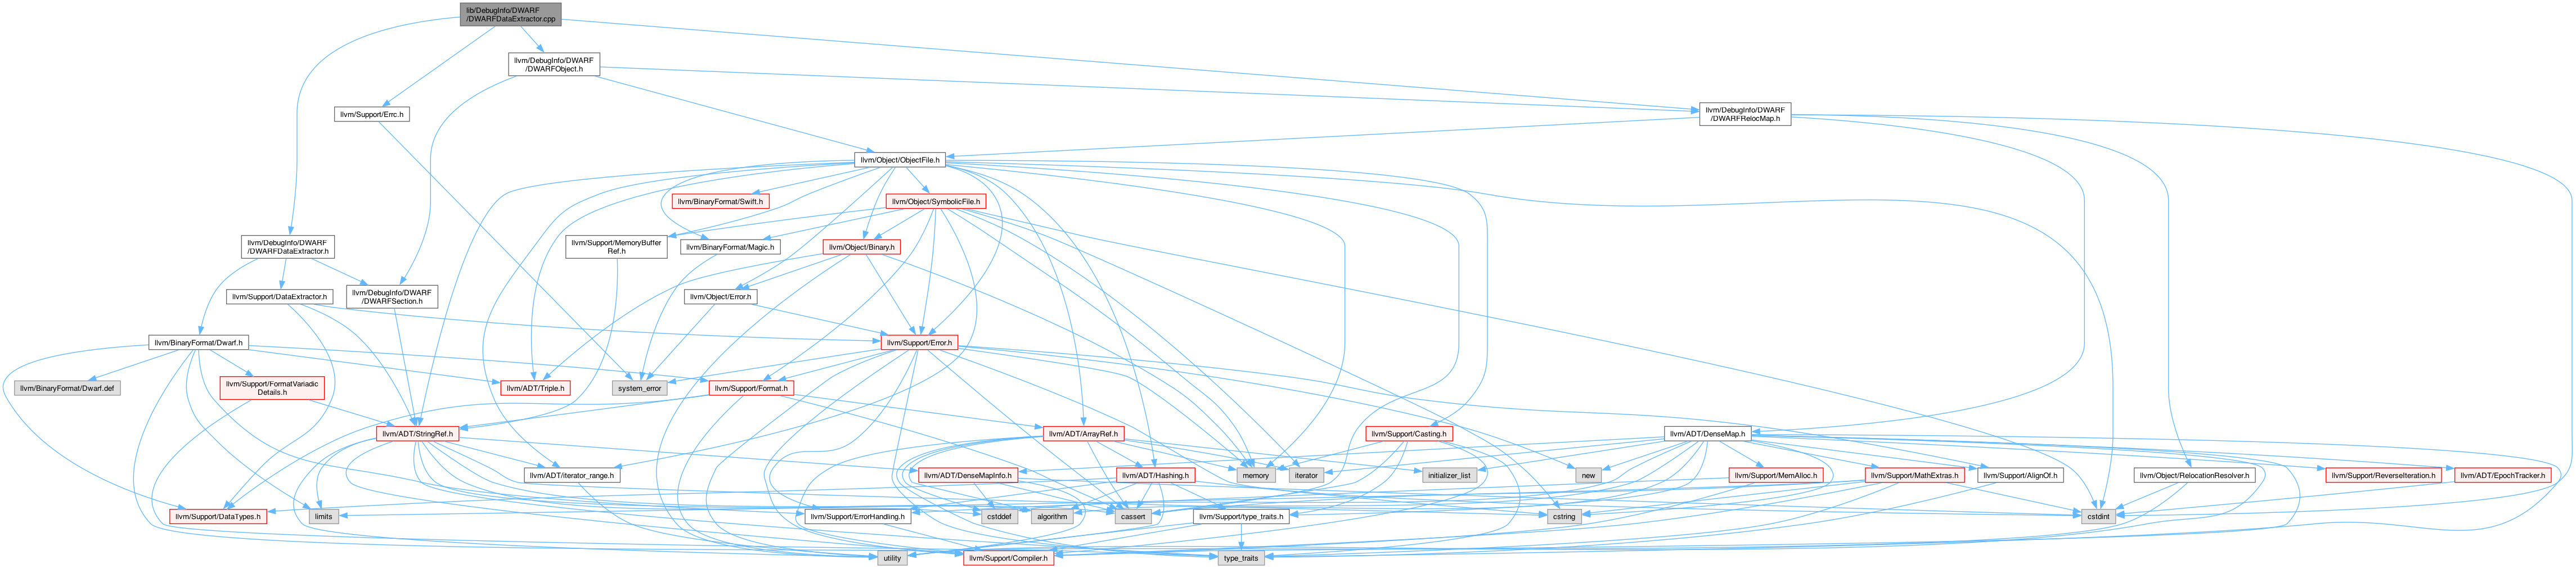 lib/DebugInfo/DWARF
/DWARFDataExtractor.cpp
llvm/DebugInfo/DWARF
/DWARFObject.h
llvm/Support/Errc.h
llvm/DebugInfo/DWARF
/DWARFRelocMap.h
llvm/Object/ObjectFile.h
llvm/BinaryFormat/Swift.h
llvm/Object/SymbolicFile.h
llvm/DebugInfo/DWARF
/DWARFDataExtractor.h
llvm/Support/MemoryBuffer
Ref.h
llvm/BinaryFormat/Magic.h
llvm/Object/Binary.h
llvm/Support/DataExtractor.h
llvm/DebugInfo/DWARF
/DWARFSection.h
llvm/Object/Error.h
llvm/BinaryFormat/Dwarf.h
llvm/Support/Error.h
llvm/BinaryFormat/Dwarf.def
llvm/Support/FormatVariadic
Details.h
llvm/ADT/Triple.h
system_error
llvm/Support/Format.h
llvm/ADT/StringRef.h
llvm/ADT/ArrayRef.h
llvm/Support/Casting.h
llvm/ADT/DenseMap.h
llvm/ADT/iterator_range.h
llvm/ADT/DenseMapInfo.h
llvm/ADT/Hashing.h
memory
iterator
initializer_list
new
llvm/Support/MemAlloc.h
llvm/Support/MathExtras.h
llvm/Support/AlignOf.h
llvm/Object/RelocationResolver.h
llvm/Support/ReverseIteration.h
llvm/ADT/EpochTracker.h
llvm/Support/DataTypes.h
limits
llvm/Support/ErrorHandling.h
cstddef
algorithm
cassert
llvm/Support/type_traits.h
cstring
cstdint
utility
llvm/Support/Compiler.h
type_traits